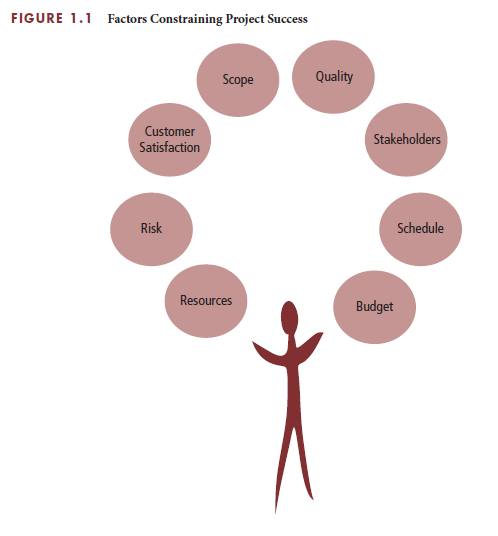 FIGURE 1.1 Factors Constraining Project Success
Scope
Quality
Customer
Satisfaction
Stakeholders
Risk
Schedule
Resources
Budget